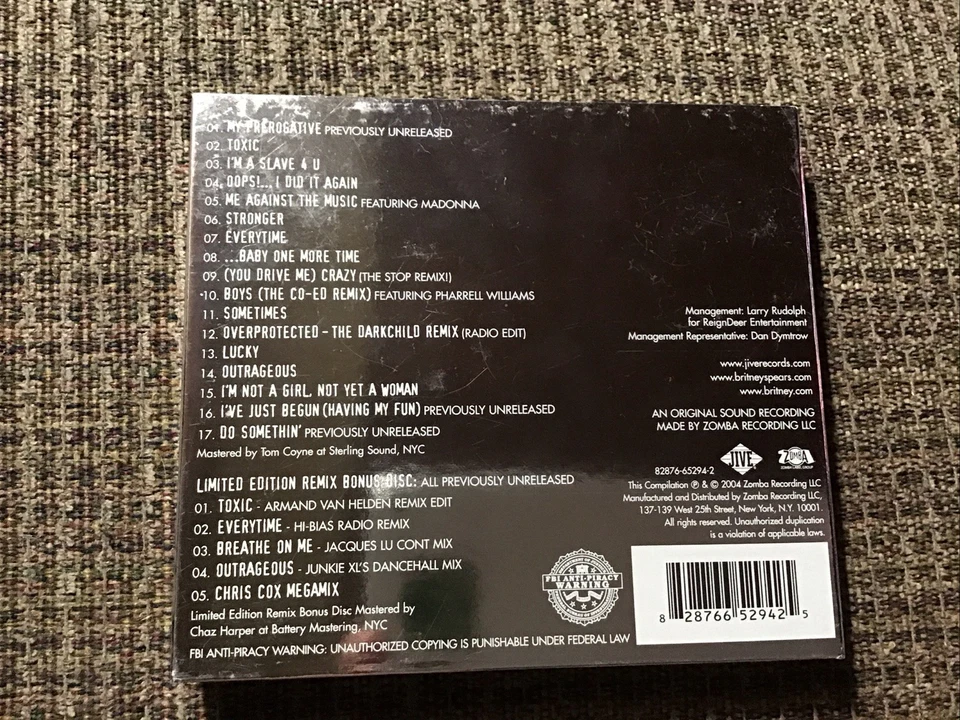 01. MY PREROGATIVE PREVIOUSLY UNRELEASED
02. TOXIC
03. I'M A SLAVE 4 U
04. OOPS!... I DID IT AGAIN
05. ME AGAINST THE MUSIC FEATURING MADONNA
06. STRONGER
07. EVERYTIME
08. ...BABY ONE MORE TIME
09. (YOU DRIVE ME) CRAZY (THE STOP REMIX!)
10. BOYS (THE CO-ED REMIX) FEATURING PHARRELL WILLIAMS
11. SOMETIMES
12. OVERPROTECTED - THE DARKCHILD REMIX (RADIO EDIT)
13. LUCKY
14. OUTRAGEOUS
15. I'M NOT A GIRL, NOT YET A WOMAN
16. I'VE JUST BEGUN (HAVING MY FUN) PREVIOUSLY UNRELEASED
17. DO SOMETHIN' PREVIOUSLY UNRELEASED
Mastered by Tom Coyne at Sterling Sound, NYC
LIMITED EDITION REMIX BONUS DISC: ALL PREVIOUSLY UNRELEASED
01. TOXIC - ARMAND VAN HELDEN REMIX EDIT
02. EVERYTIME - HI-BIAS RADIO REMIX
03. BREATHE ON ME - JACQUES LU CONT MIX
04. OUTRAGEOUS - JUNKIE XL'S DANCEHALL MIX
05. CHRIS COX MEGAMIX
Limited Edition Remix Bonus Disc Mastered by
Chaz Harper at Battery Mastering, NYC
FBI ANTI-PIRACY WARNING: UNAUTHORIZED COPYING IS PUNISHABLE UNDER FEDERAL LAW
Management: Larry Rudolph
for ReignDeer Entertainment
Management Representative: Dan Dymtrow
www.jiverecords.com
www.britneyspears.com
www.britney.com
AN ORIGINAL SOUND RECORDING
MADE BY ZOMBA RECORDING LLC
JIVE
ZOMBA
ZOMBA LABEL GROUP
82876-65294-2
This Compilation ℗ & © 2004 Zomba Recording LLC
Manufactured and Distributed by Zomba Recording LLC,
137-139 West 25th Street, New York, N.Y. 10001.
All rights reserved. Unauthorized duplication
is a violation of applicable laws.
FBI ANTI-PIRACY
WARNING
8 28766 52942 5